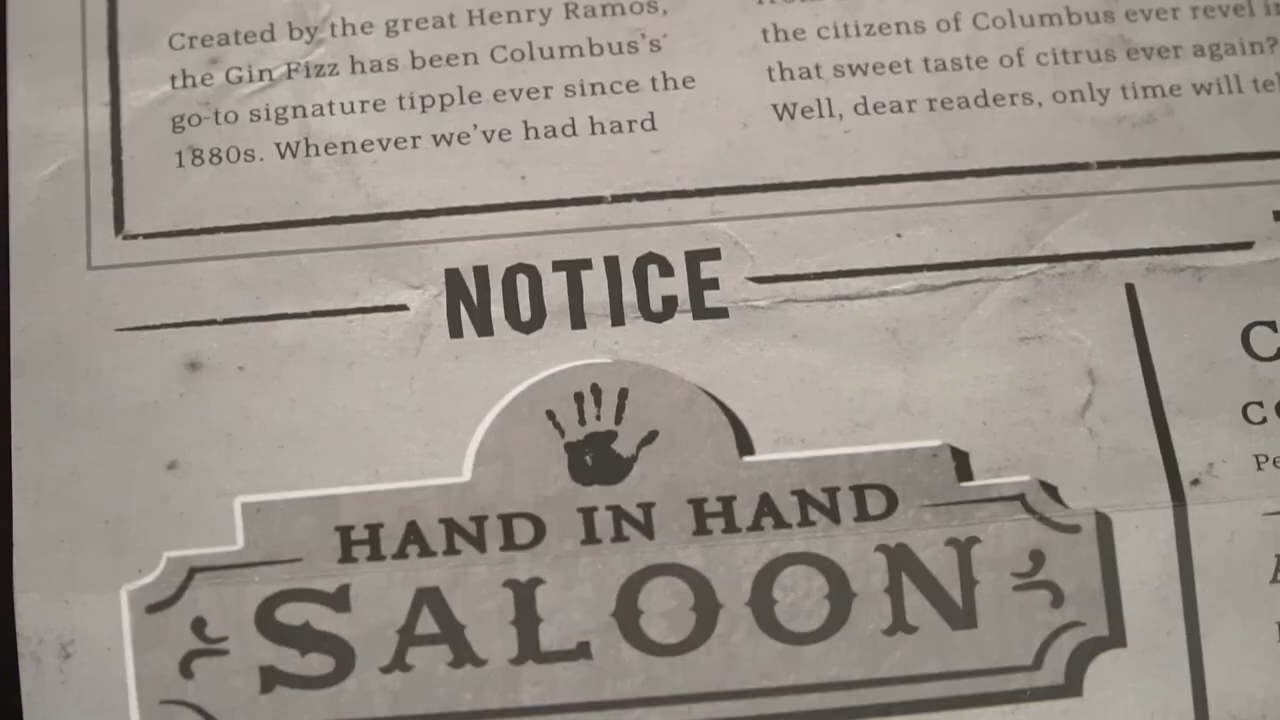 Created by the great Henry Ramos,
the Gin Fizz has been Columbus's's
go-to signature tipple ever since the
1880s. Whenever we've had hard
the citizens of Columbus ever revel in
that sweet taste of citrus ever again?
Well, dear readers, only time will tel
NOTICE
HAND IN HAND
SALOON